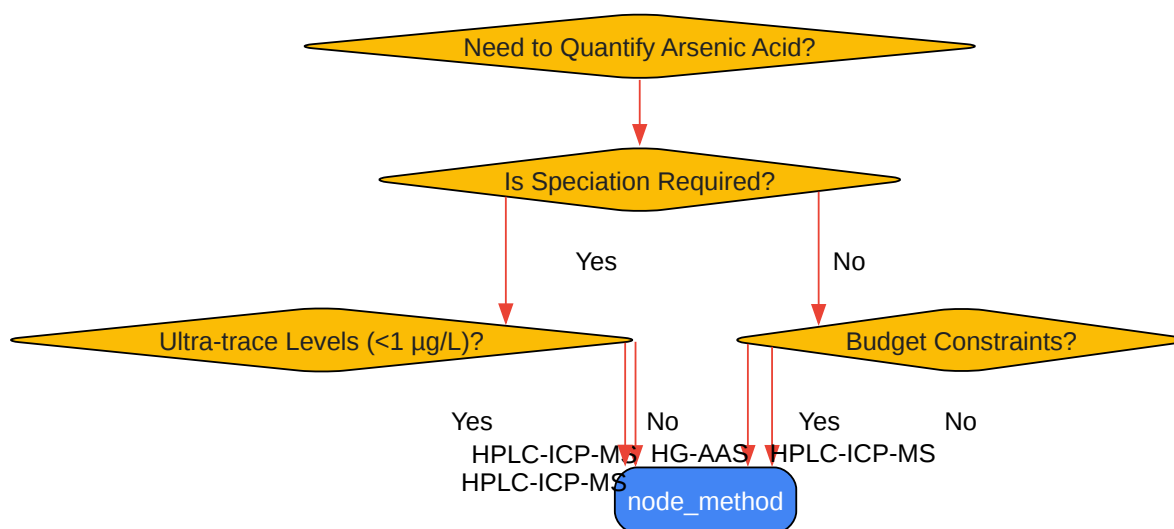 Need to Quantify Arsenic Acid?
Is Speciation Required?
Yes
No
Ultra-trace Levels (<1 µg/L)?
Budget Constraints?
Yes
No
Yes
No
HPLC-ICP-MS
HG-AAS
HPLC-ICP-MS
HPLC-ICP-MS
node_method